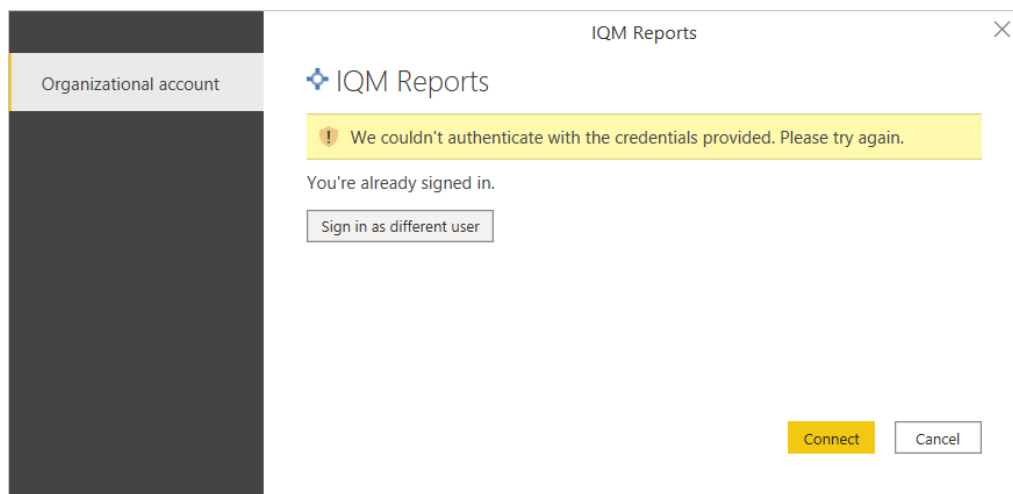 IQM Reports
Organizational account
IQM Reports
We couldn't authenticate with the credentials provided. Please try again.
You're already signed in.
Sign in as different user
Connect
Cancel